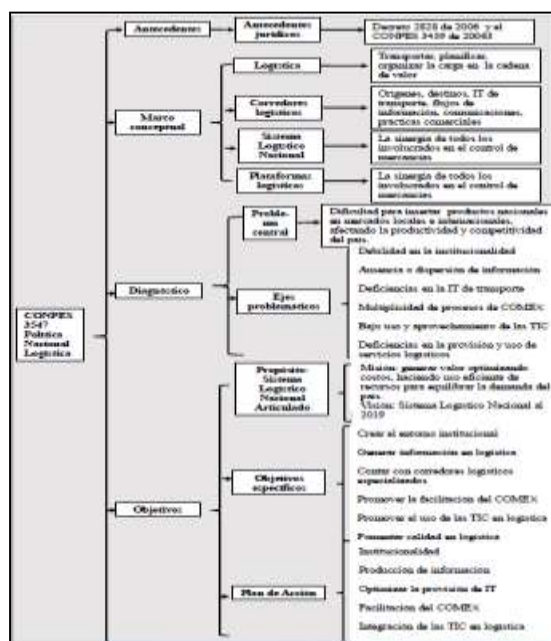 Antecedentes
Antecedentes
jurídicos
Decreto 2828 de 2006 y el
CONPES 3439 de 20063
Marco
conceptual
Logística
Transportar, planificar,
organizar la carga en la cadena
de valor
Corredores
logísticos
Orígenes, destinos, IT de
transporte, flujos de
información, comunicaciones,
prácticas comerciales
Sistema
Logístico
Nacional
La sinergia de todos los
involucrados en el control de
mercancías
Plataformas
logísticas
La sinergia de todos los
involucrados en el control de
mercancías
CONPES
3547
Política
Nacional
Logística
Diagnóstico
Proble-
ma
central
Dificultad para insertar productos nacionales
en mercados locales e internacionales,
afectando la productividad y competitividad
del país.
Ejes
problemáticos
Debilidad en la institucionalidad
Ausencia o dispersión de información
Deficiencias en la IT de transporte
Multiplicidad de procesos de COMEX
Bajo uso y aprovechamiento de las TIC
Deficiencias en la provisión y uso de
servicios logísticos
Objetivos
Propósito:
Sistema
Logístico
Nacional
Articulado
Misión: generar valor optimizando
costos, haciendo uso eficiente de
recursos para equilibrar la demanda del
país.
Visión: Sistema Logístico Nacional al
2019
Objetivos
específicos
Crear el entorno institucional
Generar información en logística
Contar con corredores logísticos
especializados
Promover la facilitación del COMEX
Promover el uso de las TIC en logística
Fomentar calidad en logística
Plan de Acción
Institucionalidad
Producción de información
Optimizar la provisión de IT
Facilitación del COMEX
Integración de las TIC en logística